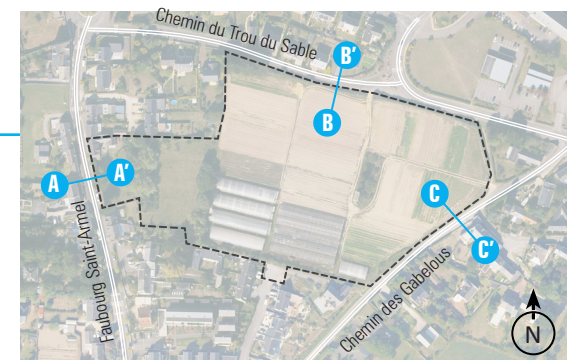 Chemin du Trou du Sable
B'
B
A
A'
C
C'
Faubourg Saint-Armel
Chemin des Gabelous
N